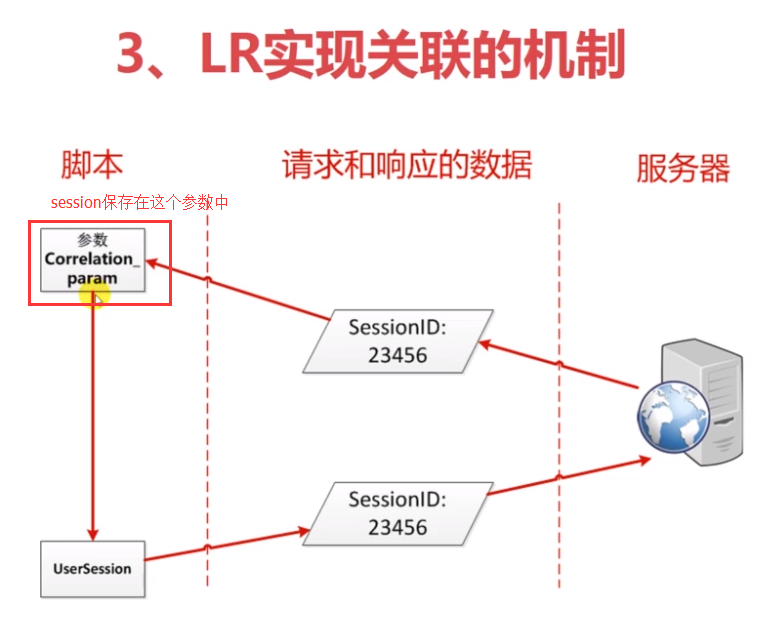 3、LR实现关联的机制
脚本
请求和响应的数据
服务器
session保存在这个参数中
参数
Correlation_
param
SessionID:
23456
SessionID:
23456
UserSession